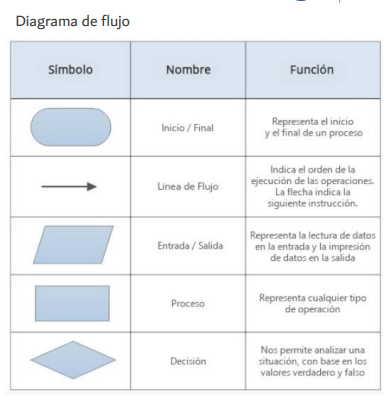 Diagrama de flujo
Símbolo
Nombre
Función
Inicio / Final
Representa el inicio
y el final de un proceso
Linea de Flujo
Indica el orden de la
ejecución de las operaciones.
La flecha indica la
siguiente instrucción.
Entrada / Salida
Representa la lectura de datos
en la entrada y la impresión
de datos en la salida
Proceso
Representa cualquier tipo
de operación
Decisión
Nos permite analizar una
situación, con base en los
valores verdadero y falso